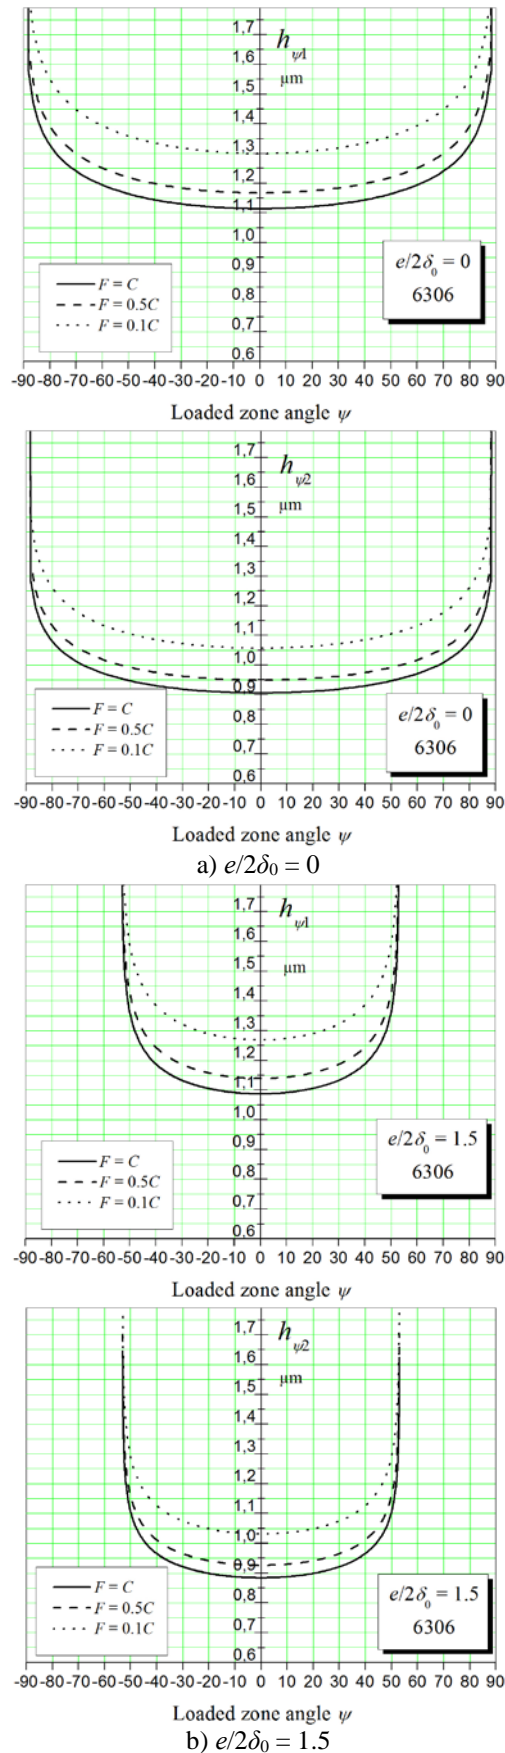 1,7
1,6
1,5
1,4
1,3
1,2
1,1
1,0
0,9
0,8
0,7
0,6
hψ1
μm
e/2δ0 = 0
6306
F = C
F = 0.5C
F = 0.1C
-90 -80 -70 -60 -50 -40 -30 -20 -10 0 10 20 30 40 50 60 70 80 90
Loaded zone angle ψ
1,7
1,6
1,5
1,4
1,3
1,2
1,1
1,0
0,9
0,8
0,7
0,6
hψ2
μm
e/2δ0 = 0
6306
F = C
F = 0.5C
F = 0.1C
-90 -80 -70 -60 -50 -40 -30 -20 -10 0 10 20 30 40 50 60 70 80 90
Loaded zone angle ψ
a) e/2δ0 = 0
1,7
1,6
1,5
1,4
1,3
1,2
1,1
1,0
0,9
0,8
0,7
0,6
hψ1
μm
e/2δ0 = 1.5
6306
F = C
F = 0.5C
F = 0.1C
-90 -80 -70 -60 -50 -40 -30 -20 -10 0 10 20 30 40 50 60 70 80 90
Loaded zone angle ψ
1,7
1,6
1,5
1,4
1,3
1,2
1,1
1,0
0,9
0,8
0,7
0,6
hψ2
μm
e/2δ0 = 1.5
6306
F = C
F = 0.5C
F = 0.1C
-90 -80 -70 -60 -50 -40 -30 -20 -10 0 10 20 30 40 50 60 70 80 90
Loaded zone angle ψ
b) e/2δ0 = 1.5